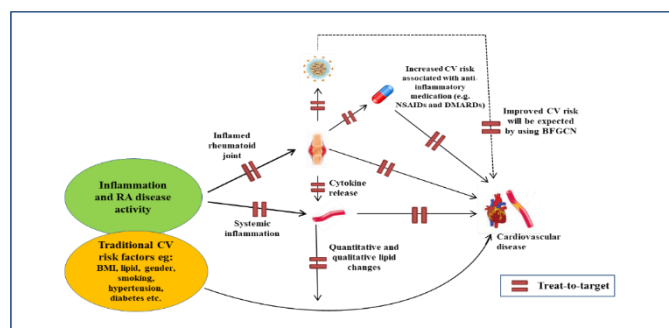 Increased CV risk
associated with anti-
inflammatory medication (e.g.
NSAIDs and DMARDs)
Improved CV risk
will be expected
by using BFGCN
Inflamed
rheumatoid
joint
Inflammation
and RA disease
activity
Cytokine
release
Systemic
inflammation
Cardiovascular
disease
Traditional CV
risk factors eg:
BMI, lipid, gender,
smoking,
hypertension,
diabetes etc.
Quantitative and
qualitative lipid
changes
Treat-to-target